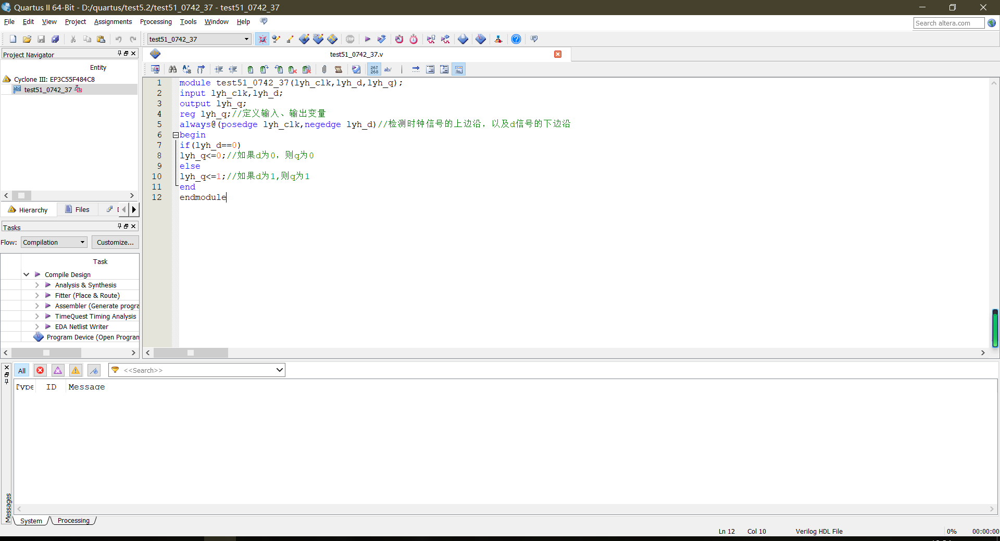 Quartus II 64-Bit - D:/quartus/test5.2/test51_0742_37 - test51_0742_37
File Edit View Project Assignments Processing Tools Window Help
Search altera.com
test51_0742_37
STOP
Project Navigator
Entity
Cyclone III: EP3C55F484C8
test51_0742_37
Hierarchy Files
Tasks
Flow: Compilation Customize...
Task
Compile Design
Analysis & Synthesis
Fitter (Place & Route)
Assembler (Generate progra
TimeQuest Timing Analysis
EDA Netlist Writer
Program Device (Open Program
test51_0742_37.v
267
268
ab/
1 module test51_0742_37(lyh_clk,lyh_d,lyh_q);
2 input lyh_clk,lyh_d;
3 output lyh_q;
4 reg lyh_q;//定义输入、输出变量
5 always@(posedge lyh_clk,negedge lyh_d)//检测时钟信号的上边沿，以及d信号的下边沿
6 begin
7 if(lyh_d==0)
8 lyh_q<=0;//如果d为0，则q为0
9 else
10 lyh_q<=1;//如果d为1,则q为1
11 end
12 endmodule
All <<Search>>
Type ID Message
Messages
System Processing
Ln 12 Col 10 Verilog HDL File 0% 00:00:00